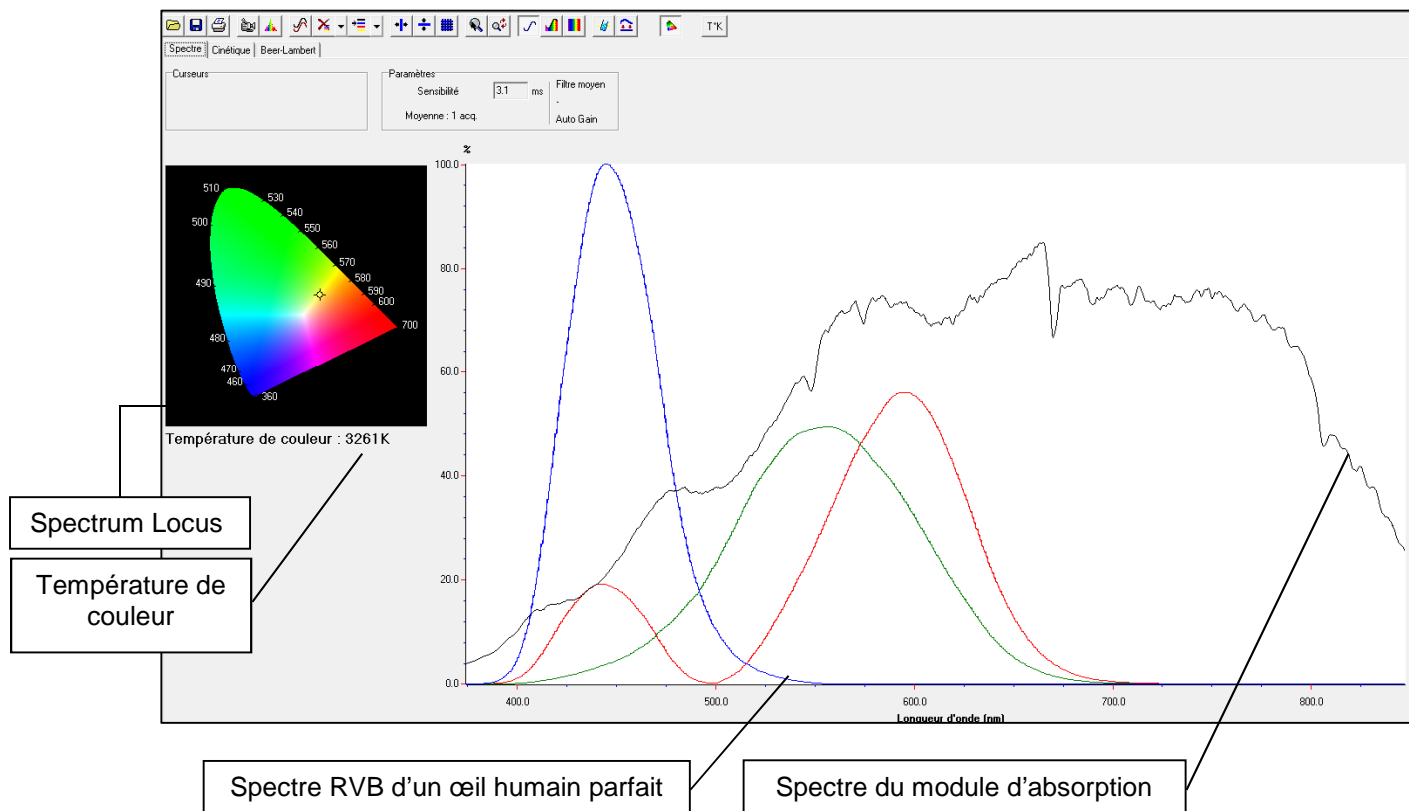 T°K
Spectre Cinétique Beer-Lambert
Curseurs
Paramètres
Sensibilité 3.1 ms
Moyenne : 1 acq.
Filtre moyen
-
Auto Gain
510
530
540
550
560
570
580
590
600
700
500
490
480
470
460
360
Température de couleur : 3261K
%
100.0
80.0
60.0
40.0
20.0
0.0
400.0 500.0 600.0 700.0 800.0
Longueur d'onde (nm)
Spectrum Locus
Température de
couleur
Spectre RVB d’un œil humain parfait
Spectre du module d’absorption